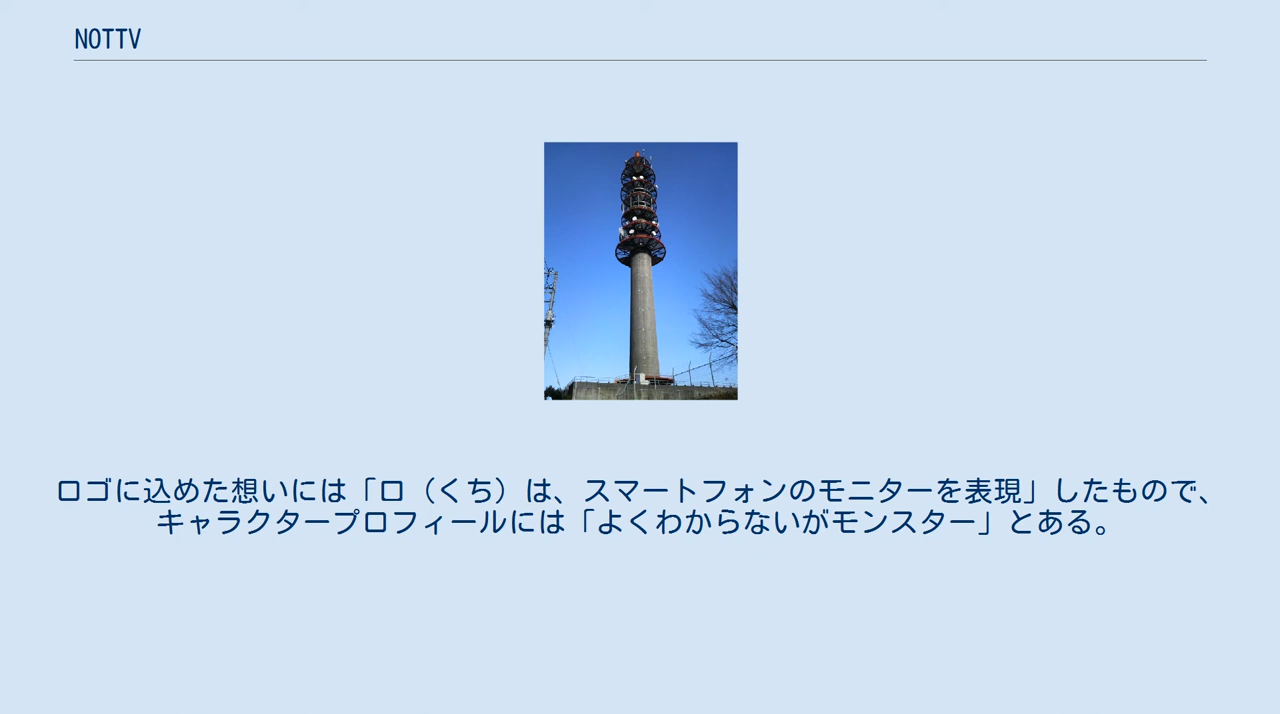 NOTTV
ロゴに込めた想いには「口（くち）は、スマートフォンのモニターを表現」したもので、
キャラクタープロフィールには「よくわからないがモンスター」とある。